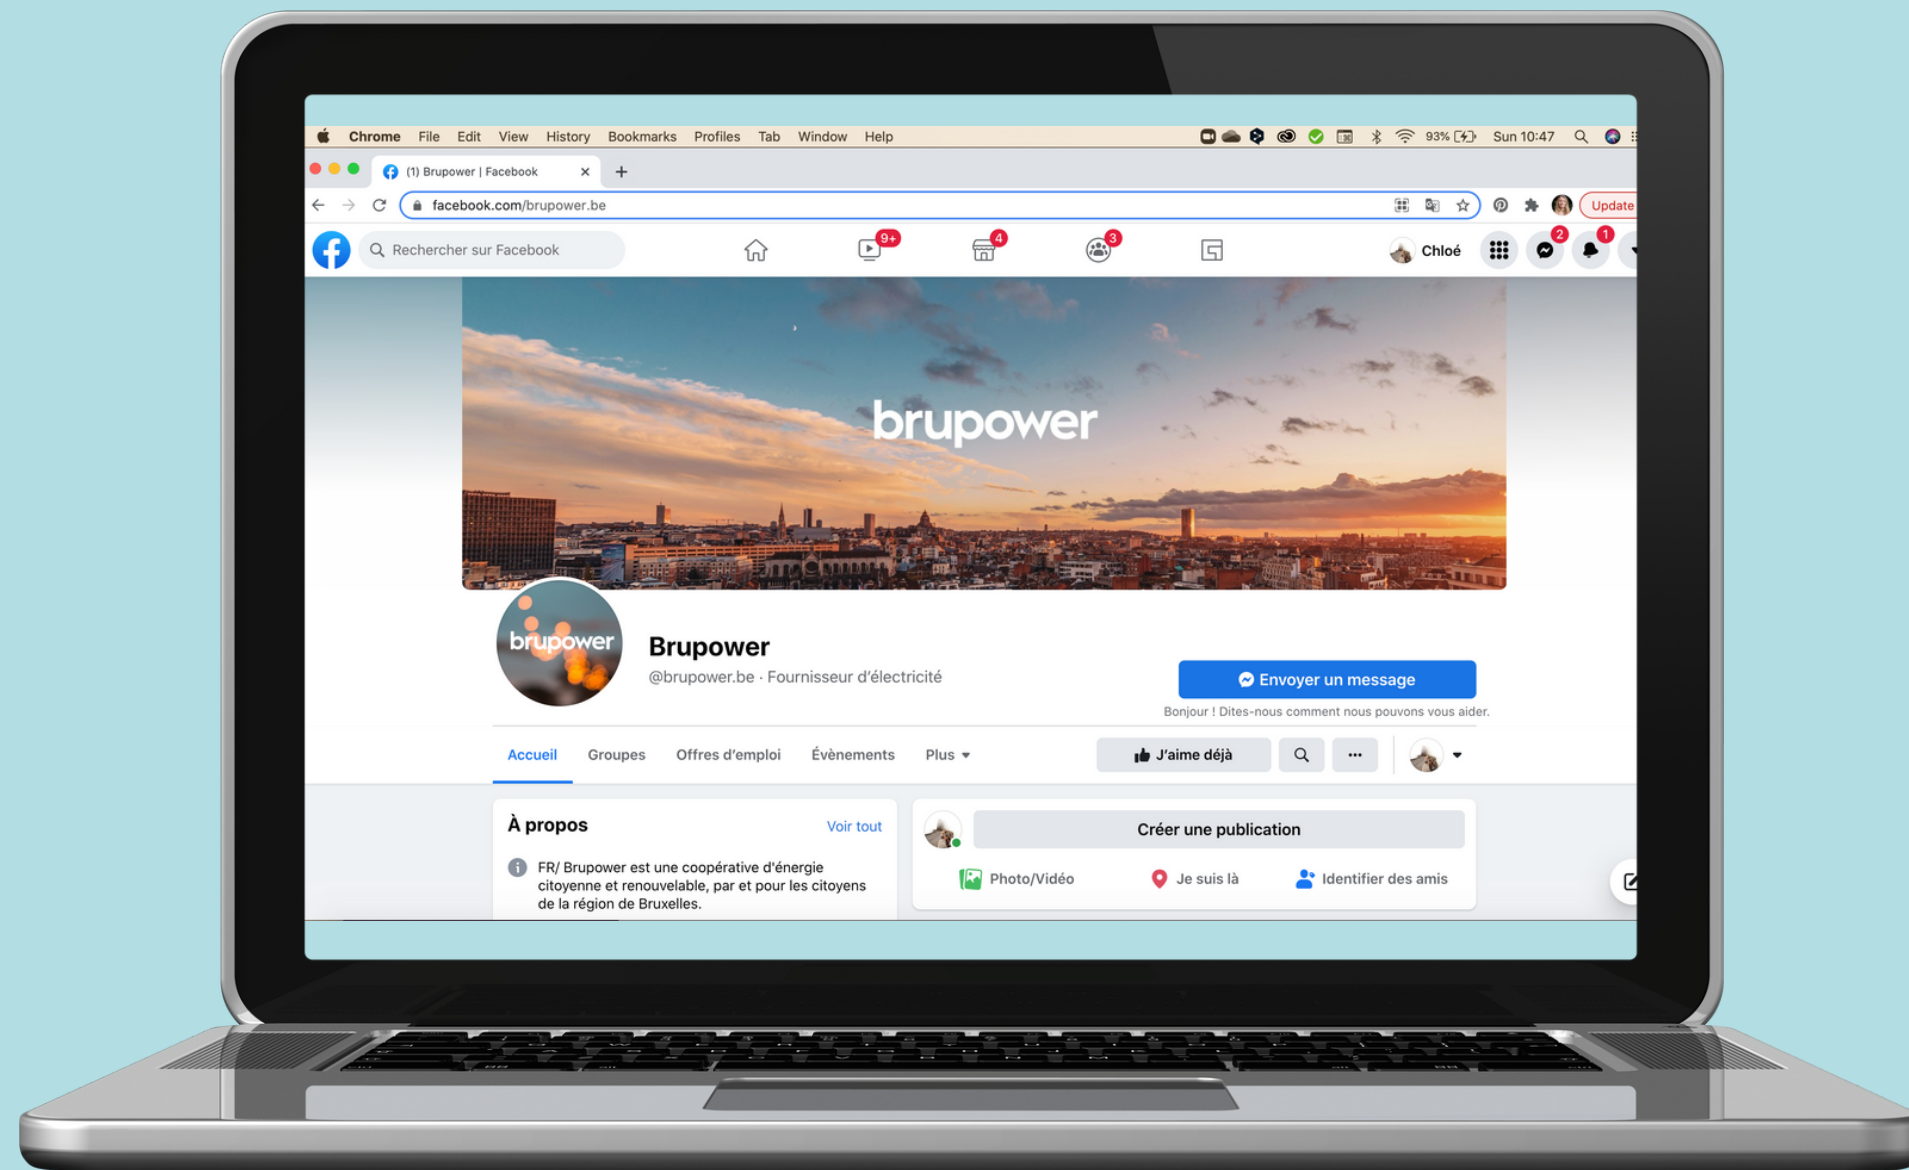 Chrome File Edit View History Bookmarks Profiles Tab Window Help 93% Sun 10:47
(1) Brupower | Facebook
facebook.com/brupower.be Update
Rechercher sur Facebook 9+ 4 3 Chloé 2 1
brupower
brupower
Brupower
@brupower.be · Fournisseur d'électricité
Envoyer un message
Bonjour ! Dites-nous comment nous pouvons vous aider.
Accueil Groupes Offres d'emploi Évènements Plus J'aime déjà
À propos Voir tout
Créer une publication
FR/ Brupower est une coopérative d'énergie
citoyenne et renouvelable, par et pour les citoyens
de la région de Bruxelles.
Photo/Vidéo Je suis là Identifier des amis